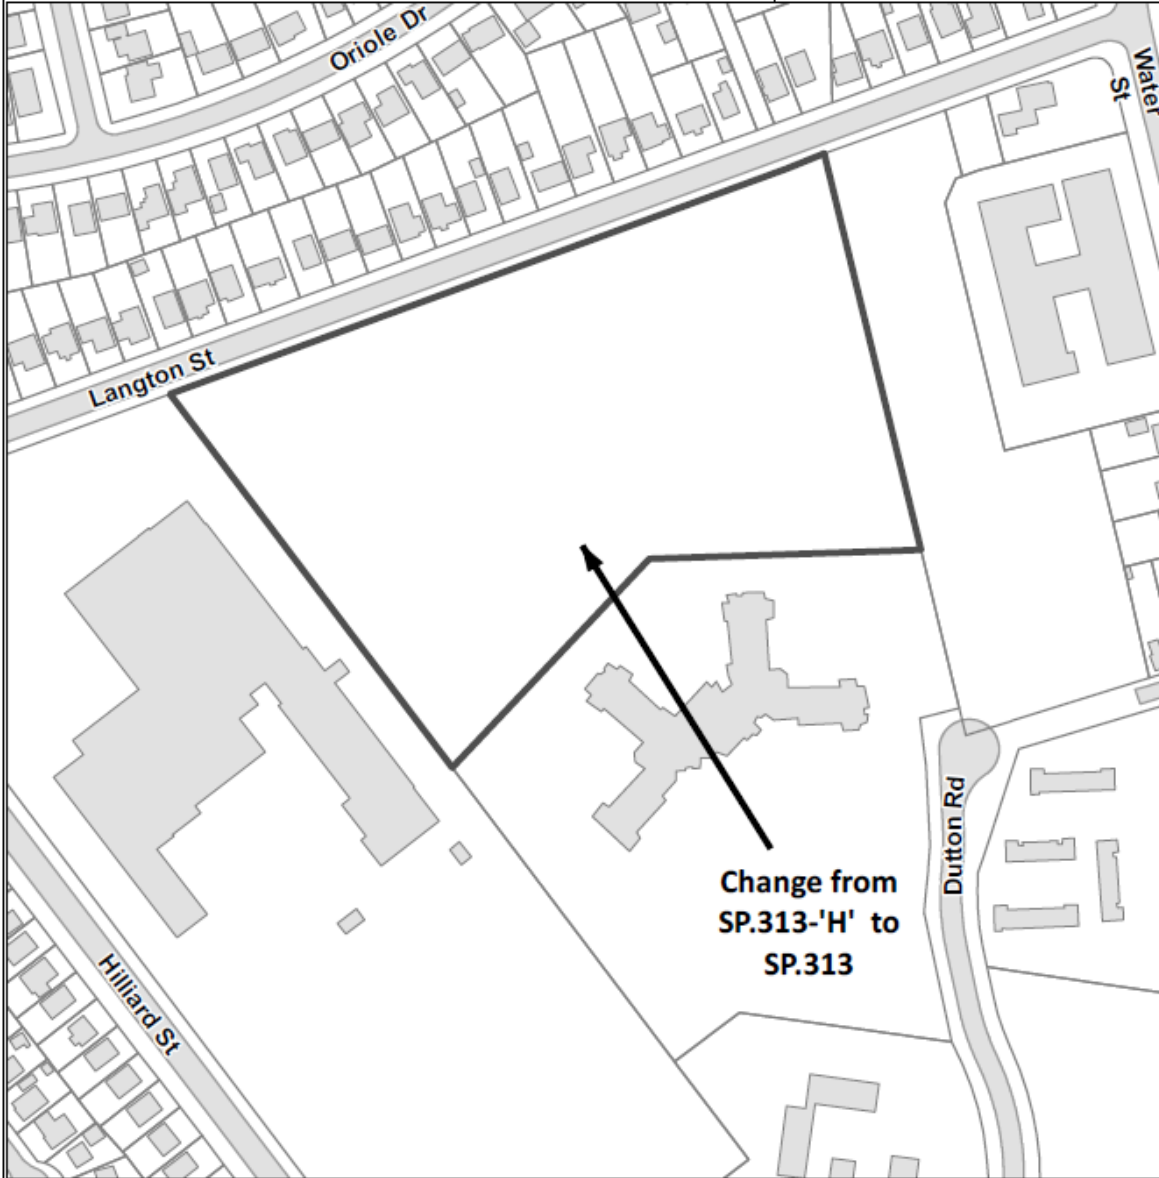 Oriole Dr
Water
St
Langton St
Dutton Rd
Change from
SP.313-'H' to
SP.313
Hilliard St